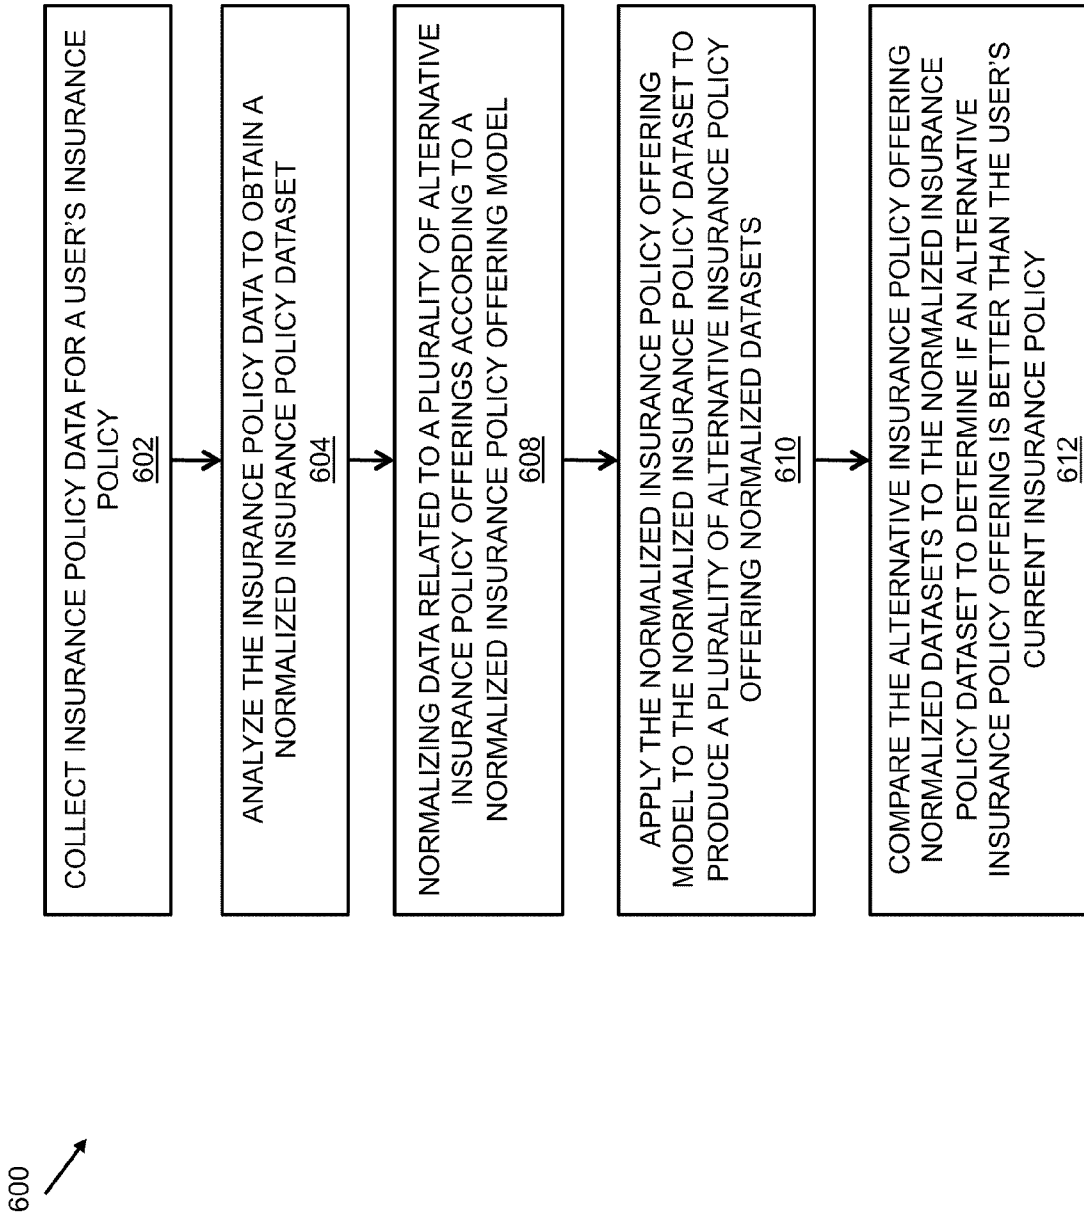 600
COLLECT INSURANCE POLICY DATA FOR A USER'S INSURANCE
POLICY
602
ANALYZE THE INSURANCE POLICY DATA TO OBTAIN A
NORMALIZED INSURANCE POLICY DATASET
604
NORMALIZING DATA RELATED TO A PLURALITY OF ALTERNATIVE
INSURANCE POLICY OFFERINGS ACCORDING TO A
NORMALIZED INSURANCE POLICY OFFERING MODEL
608
APPLY THE NORMALIZED INSURANCE POLICY OFFERING
MODEL TO THE NORMALIZED INSURANCE POLICY DATASET TO
PRODUCE A PLURALITY OF ALTERNATIVE INSURANCE POLICY
OFFERING NORMALIZED DATASETS
610
COMPARE THE ALTERNATIVE INSURANCE POLICY OFFERING
NORMALIZED DATASETS TO THE NORMALIZED INSURANCE
POLICY DATASET TO DETERMINE IF AN ALTERNATIVE
INSURANCE POLICY OFFERING IS BETTER THAN THE USER'S
CURRENT INSURANCE POLICY
612